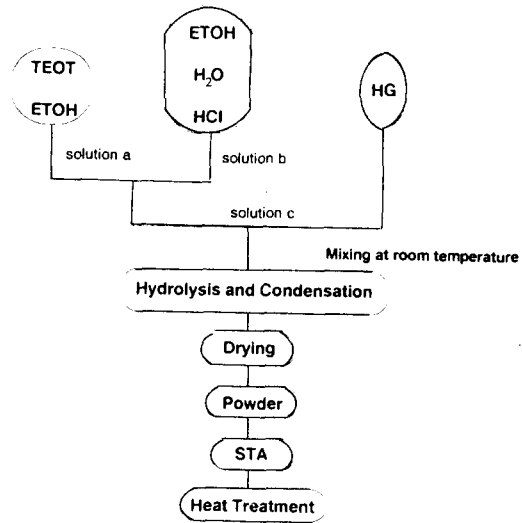 TEOT
ETOH
ETOH
H₂O
HCl
HG
solution a
solution b
solution c
Mixing at room temperature
Hydrolysis and Condensation
Drying
Powder
STA
Heat Treatment